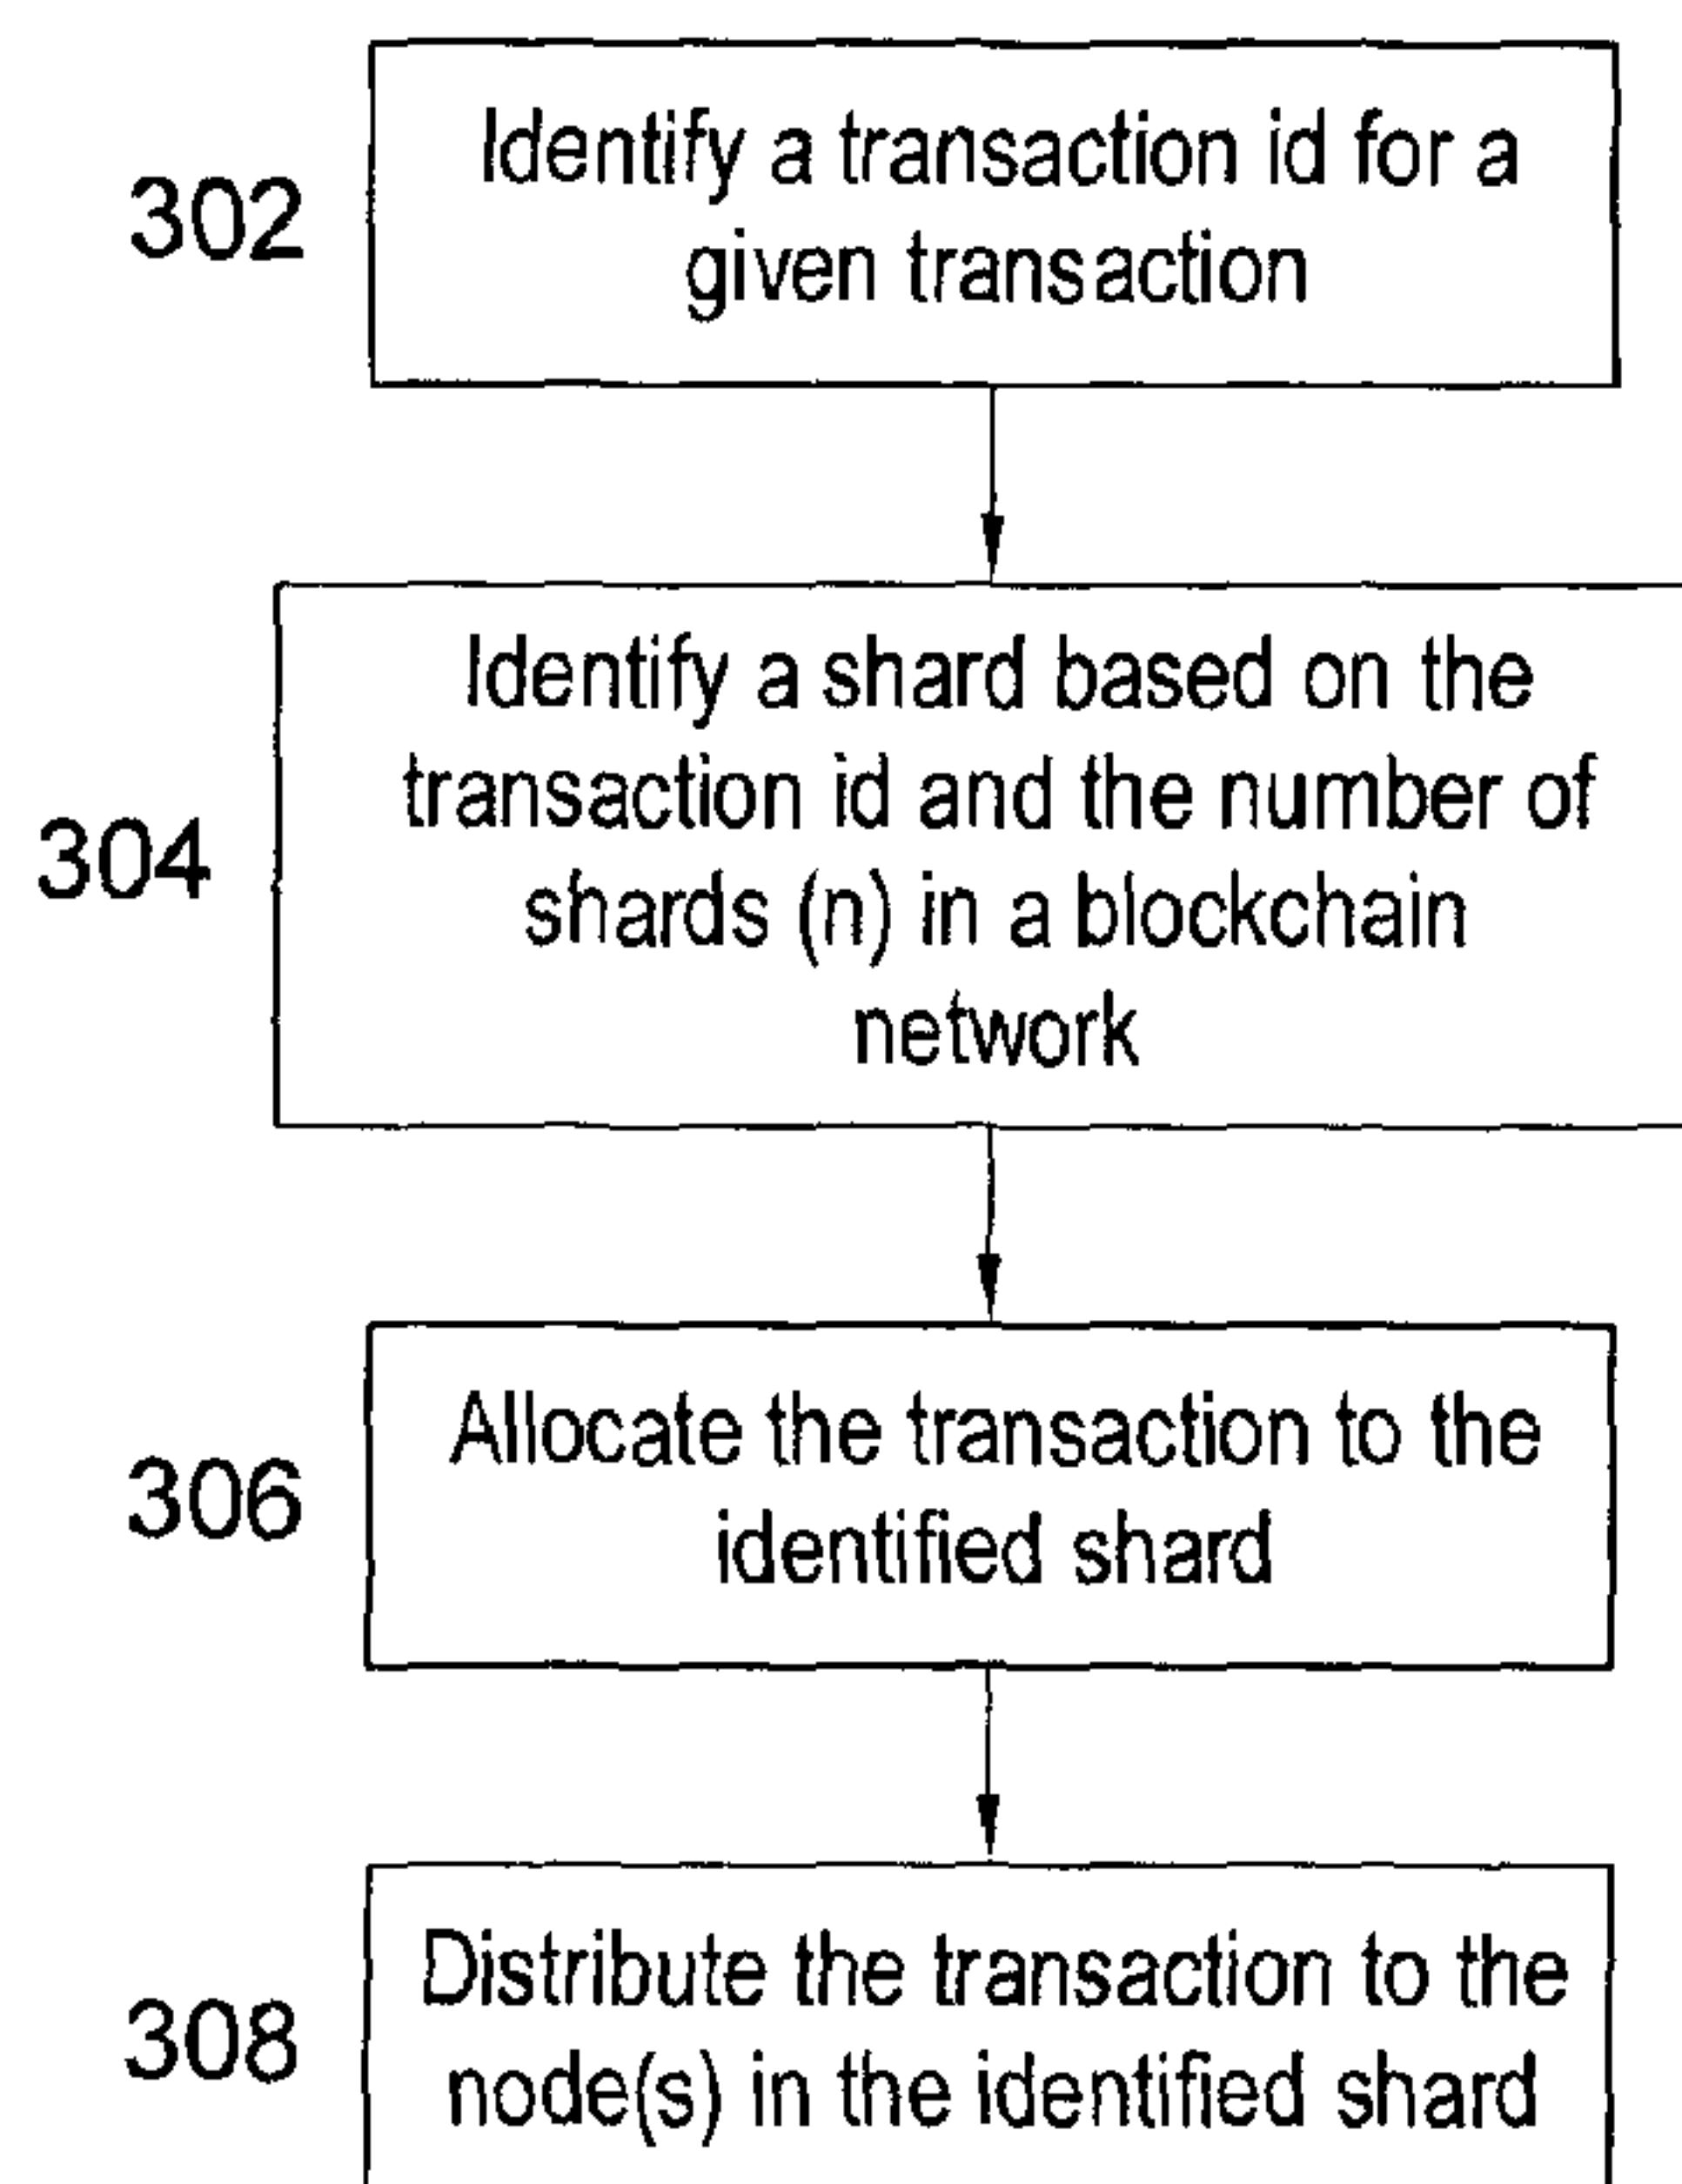 302
Identify a transaction id for a
given transaction
304
Identify a shard based on the
transaction id and the number of
shards (n) in a blockchain
network
306
Allocate the transaction to the
identified shard
308
Distribute the transaction to the
node(s) in the identified shard